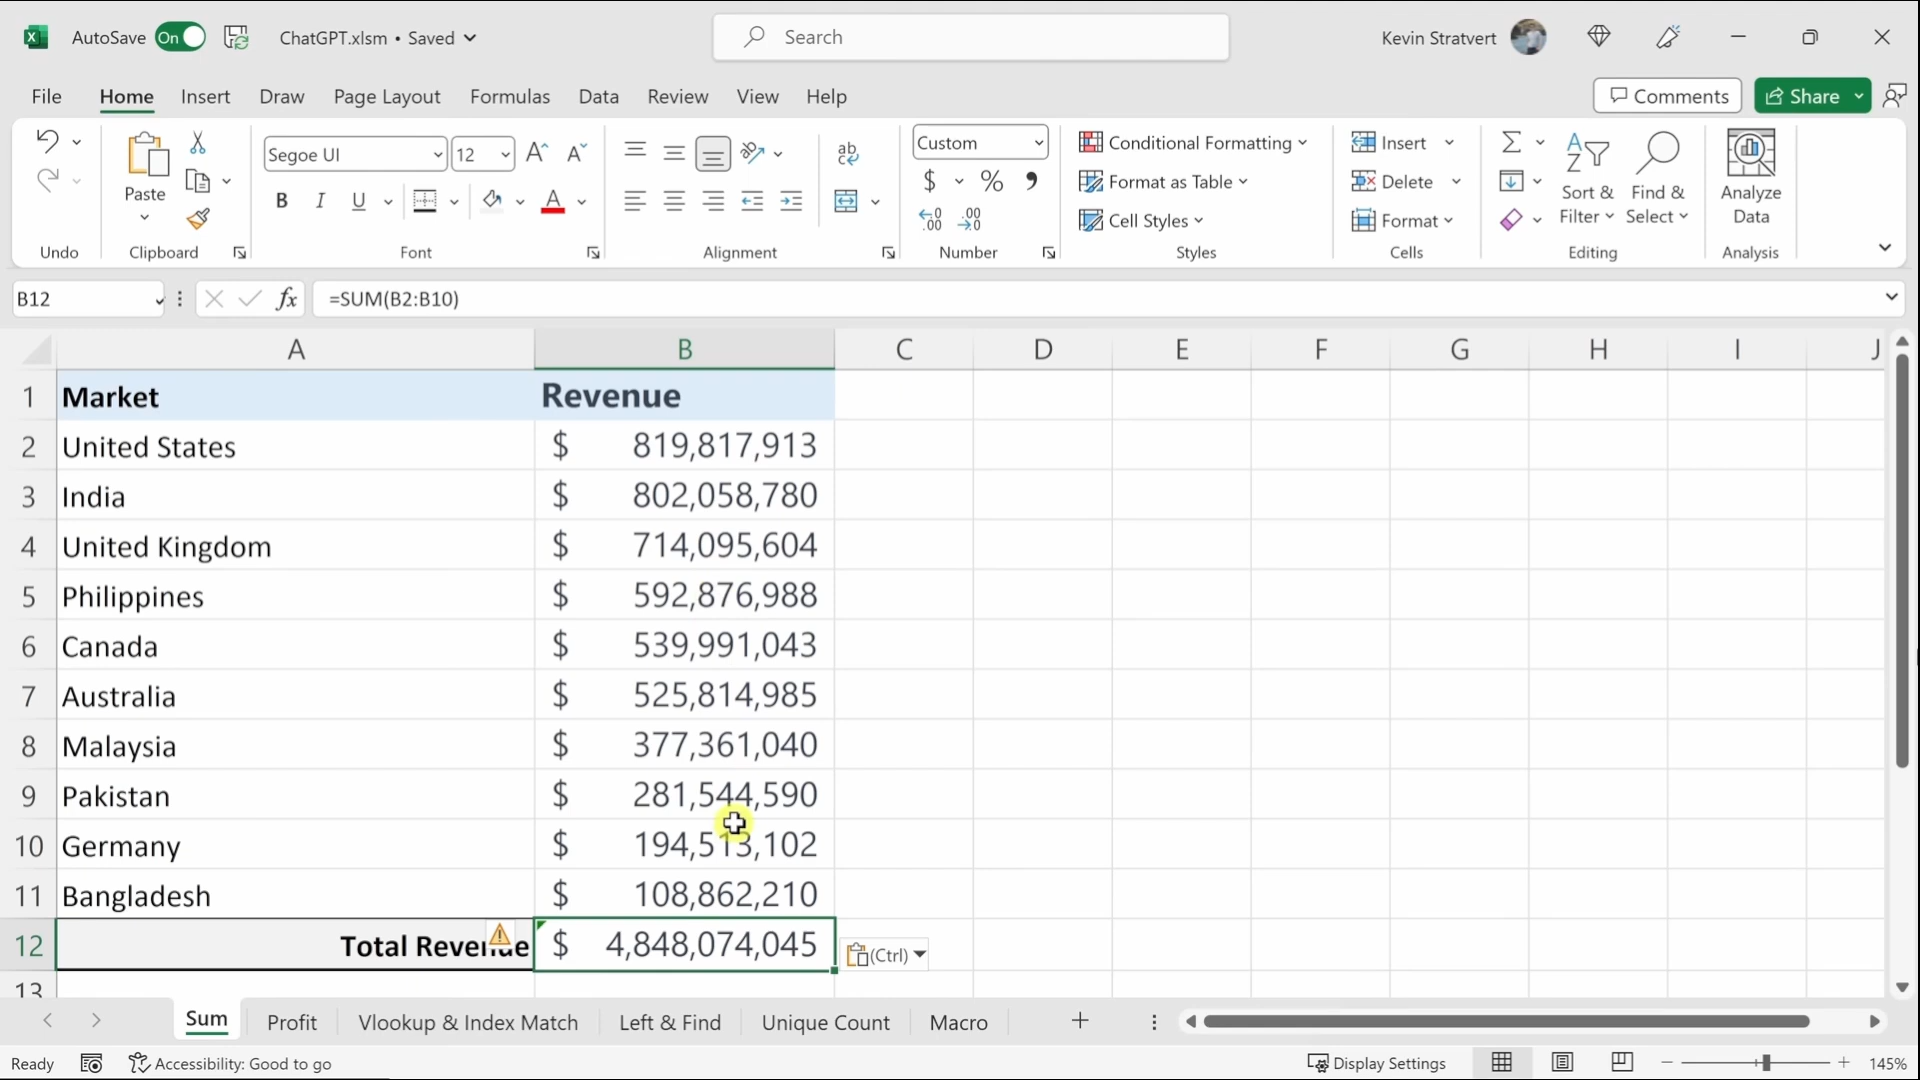 AutoSave On ChatGPT.xlsm • Saved Search Kevin Stratvert
File Home Insert Draw Page Layout Formulas Data Review View Help Comments Share
Paste
Segoe UI 12
B I U
Custom
$ % ,
Conditional Formatting
Format as Table
Cell Styles
Insert
Delete
Format
Sort & Filter
Find & Select
Analyze Data
Undo Clipboard Font Alignment Number Styles Cells Editing Analysis
B12 fx =SUM(B2:B10)
A B C D E F G H I J
1 Market Revenue
2 United States $ 819,817,913
3 India $ 802,058,780
4 United Kingdom $ 714,095,604
5 Philippines $ 592,876,988
6 Canada $ 539,991,043
7 Australia $ 525,814,985
8 Malaysia $ 377,361,040
9 Pakistan $ 281,544,590
10 Germany $ 194,513,102
11 Bangladesh $ 108,862,210
12 Total Revenue $ 4,848,074,045 (Ctrl)
13
Sum Profit Vlookup & Index Match Left & Find Unique Count Macro
Ready Accessibility: Good to go Display Settings 145%